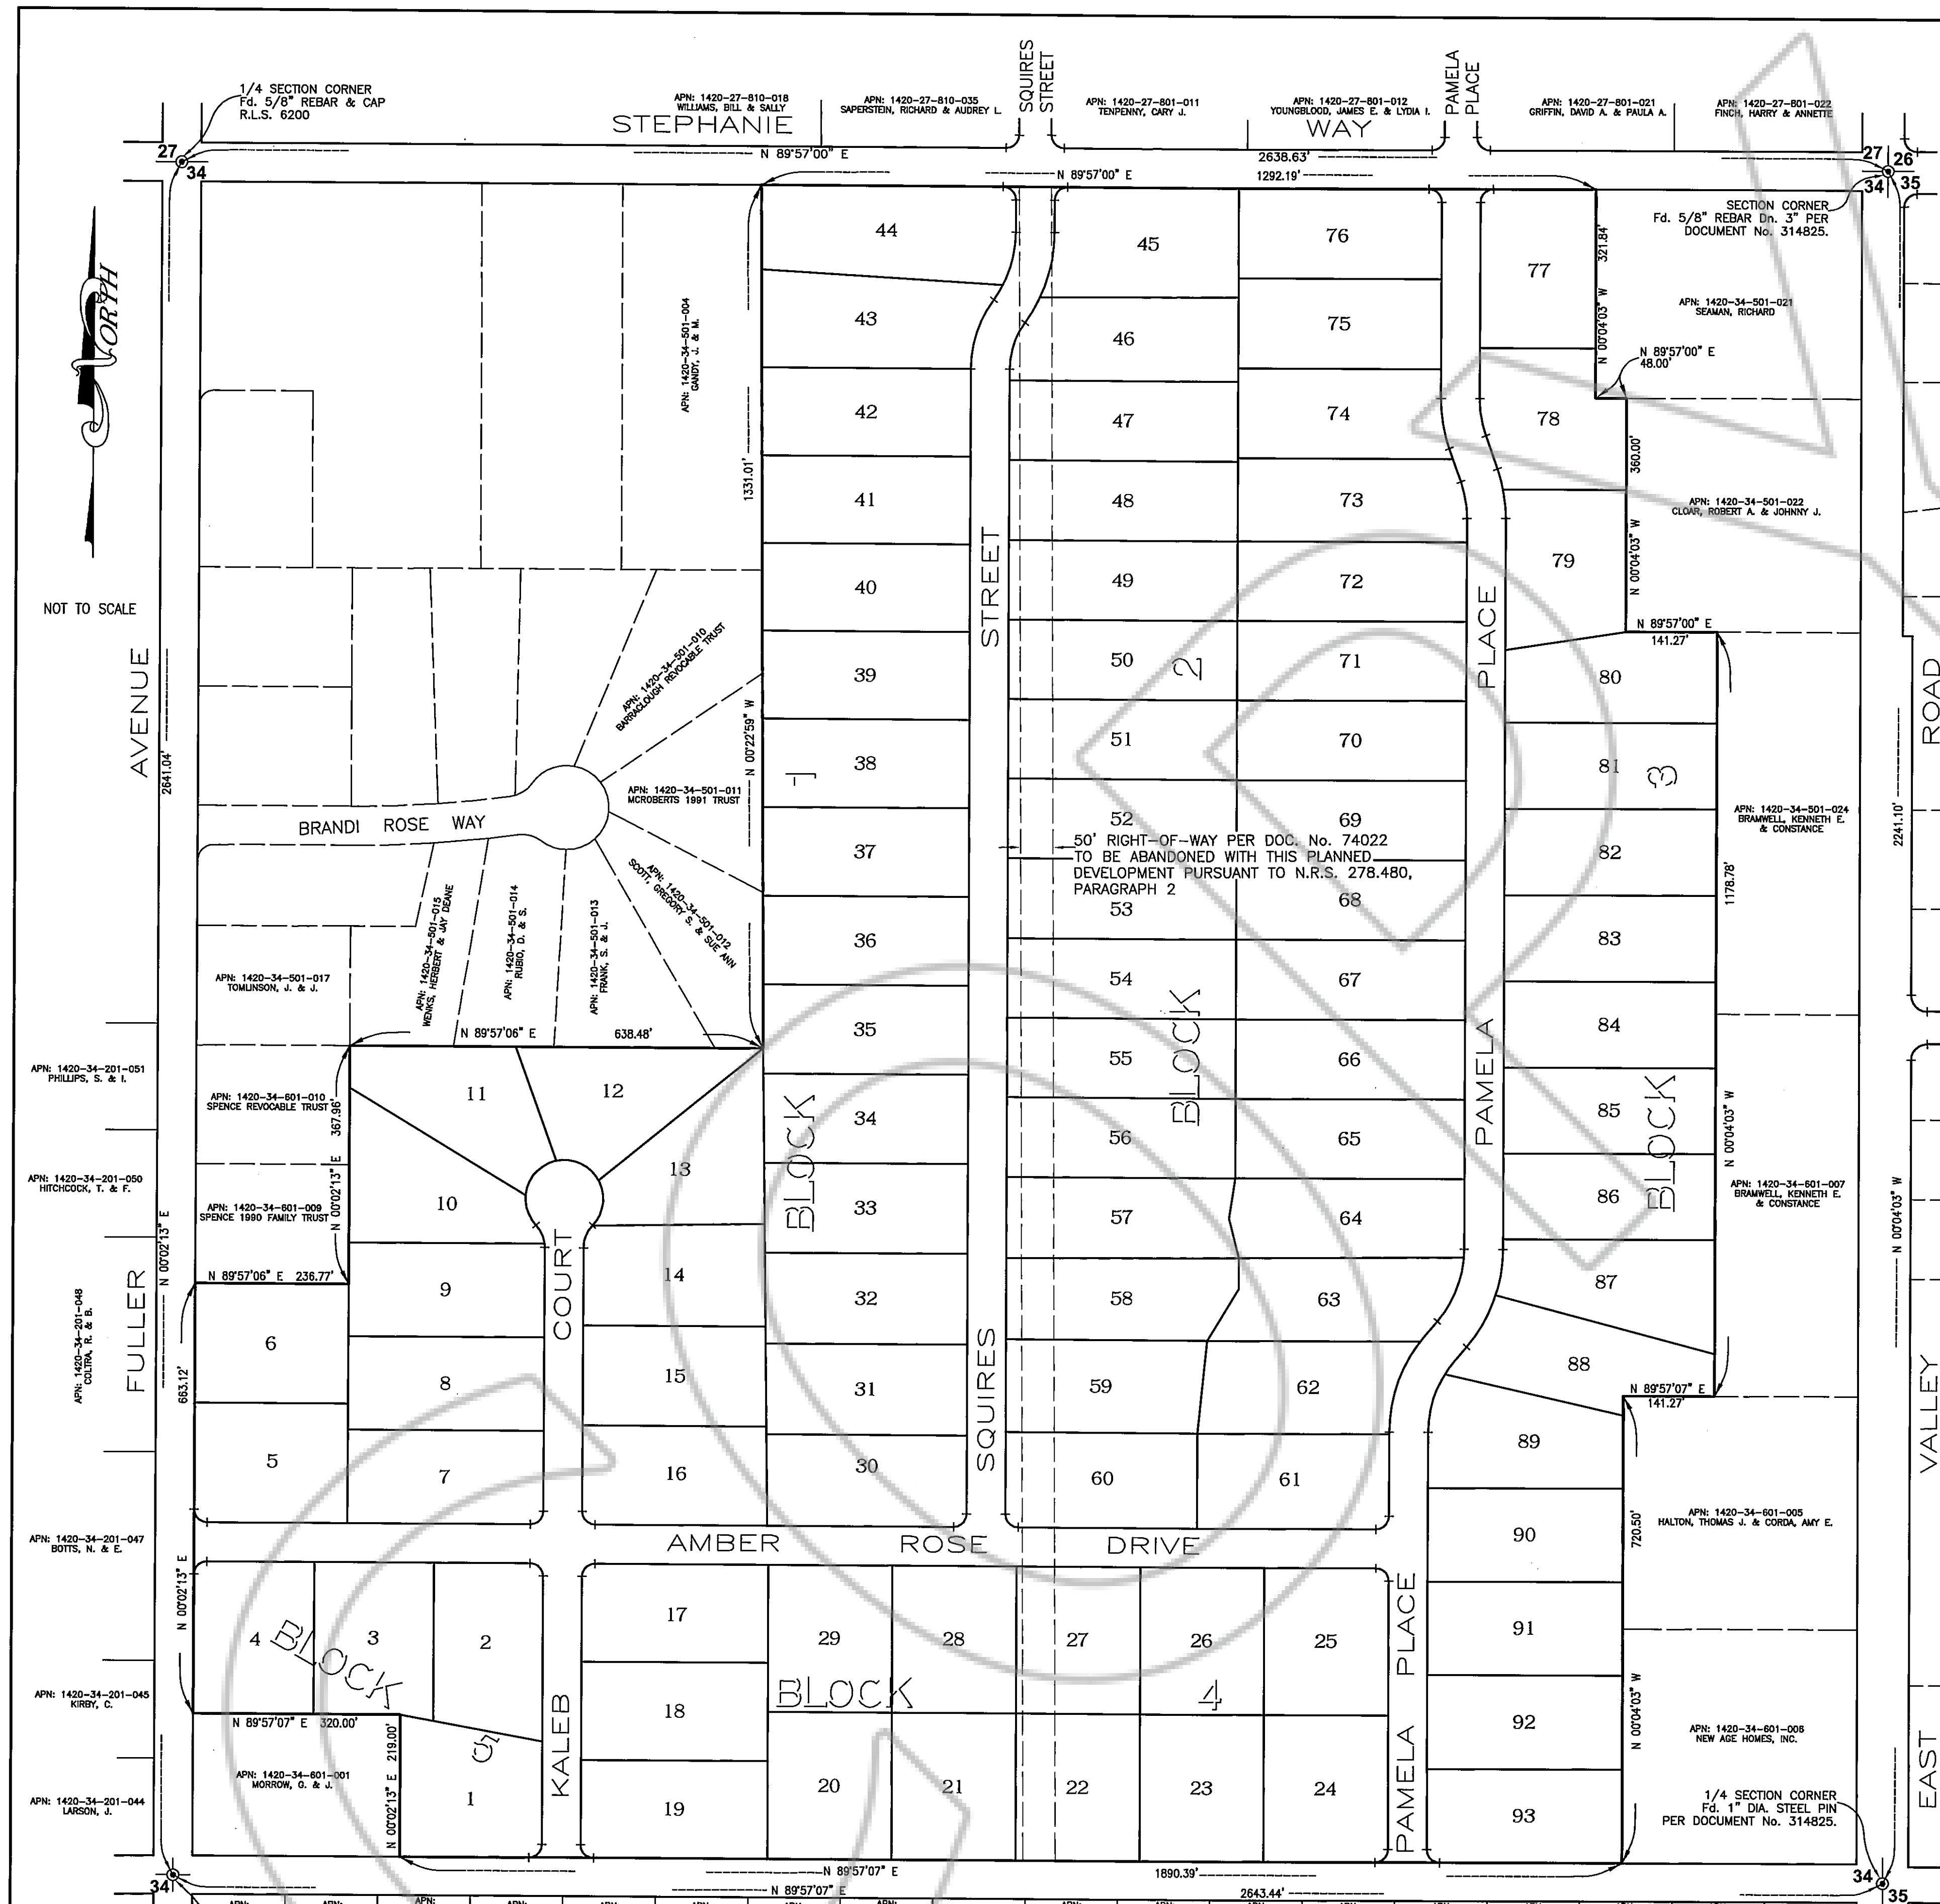 SQUIRES
STREET
PAMELA
PLACE
1/4 SECTION CORNER
Fd. 5/8" REBAR & CAP
R.L.S. 6200
APN: 1420-27-810-018
WILLIAMS, BILL & SALLY
APN: 1420-27-810-035
SAPERSTEIN, RICHARD & AUDREY L.
APN: 1420-27-801-011
TENPENNY, CARY J.
APN: 1420-27-801-012
YOUNGBLOOD, JAMES E. & LYDIA I.
APN: 1420-27-801-021
GRIFFIN, DAVID A. & PAULA A.
APN: 1420-27-801-022
FINCH, HARRY & ANNETTE
STEPHANIE WAY
27
34
N 89°57'00" E 2638.63'
N 89°57'00" E 1292.19'
27 26
34 35
SECTION CORNER
Fd. 5/8" REBAR Dn. 3" PER
DOCUMENT No. 314825.
NORTH
NOT TO SCALE
44
45
76
77
321.84'
N 00°04'03" W
APN: 1420-34-501-021
SEAMAN, RICHARD
APN: 1420-34-501-004
GANDY, J. & M.
43
46
75
N 89°57'00" E
48.00'
42
47
74
78
360.00'
1331.01'
41
48
73
APN: 1420-34-501-022
CLOAR, ROBERT A. & JOHNNY J.
N 00°04'03" W
40
STREET
49
72
79
PLACE
N 89°57'00" E
141.27'
APN: 1420-34-501-010
BARRACLOUGH REVOCABLE TRUST
39
50
2
71
80
AVENUE
2641.04'
N 00°22'59" W
ROAD
38
1
51
70
81
3
APN: 1420-34-501-011
MCROBERTS 1991 TRUST
APN: 1420-34-501-024
BRAMWELL, KENNETH E.
& CONSTANCE
2241.10'
BRANDI ROSE WAY
52
69
50' RIGHT-OF-WAY PER DOC. No. 74022
TO BE ABANDONED WITH THIS PLANNED
DEVELOPMENT PURSUANT TO N.R.S. 278.480,
PARAGRAPH 2
37
82
1178.78'
53
68
APN: 1420-34-501-015
WENKS, HERBERT & JAY DEANE
APN: 1420-34-501-014
RUBIO, D. & S.
APN: 1420-34-501-013
FRANK, S. & J.
APN: 1420-34-501-012
SCOTT, GREGORY S. & SUE ANN
36
83
APN: 1420-34-501-017
TOMLINSON, J. & J.
54
67
35
84
N 89°57'06" E 638.48'
BLOCK
PAMELA
APN: 1420-34-201-051
PHILLIPS, S. & I.
55
66
11
12
APN: 1420-34-601-010
SPENCE REVOCABLE TRUST
367.96'
34
BLOCK
85
BLOCK
N 00°04'03" W
56
65
13
APN: 1420-34-201-050
HITCHCOCK, T. & F.
APN: 1420-34-601-009
SPENCE 1990 FAMILY TRUST
N 00°02'13" E
10
33
57
64
86
APN: 1420-34-601-007
BRAMWELL, KENNETH E.
& CONSTANCE
N 00°02'13" E
N 00°04'03" W
N 89°57'06" E 236.77'
9
COURT
14
32
58
63
87
APN: 1420-34-201-048
COLTRA, R. & B.
FULLER
663.12'
6
8
15
31
SQUIRES
59
62
88
N 89°57'07" E
141.27'
VALLEY
5
7
16
30
60
61
89
APN: 1420-34-201-047
BOTTS, N. & E.
AMBER ROSE DRIVE
90
720.50'
APN: 1420-34-601-005
HALTON, THOMAS J. & CORDA, AMY E.
N 00°02'13" E
4
3
2
BLOCK
17
29
28
27
26
25
PLACE
91
APN: 1420-34-201-045
KIRBY, C.
N 89°57'07" E 320.00'
18
BLOCK 4
92
N 00°04'03" W
APN: 1420-34-601-006
NEW AGE HOMES, INC.
APN: 1420-34-601-001
MORROW, G. & J.
219.00'
N 00°02'13" E
5
1
KALEB
19
20
21
22
23
24
PAMELA
93
EAST
APN: 1420-34-201-044
LARSON, J.
1/4 SECTION CORNER
Fd. 1" DIA. STEEL PIN
PER DOCUMENT No. 314825.
N 89°57'07" E 1890.39'
N 89°57'07" E 2643.44'
34
34
35